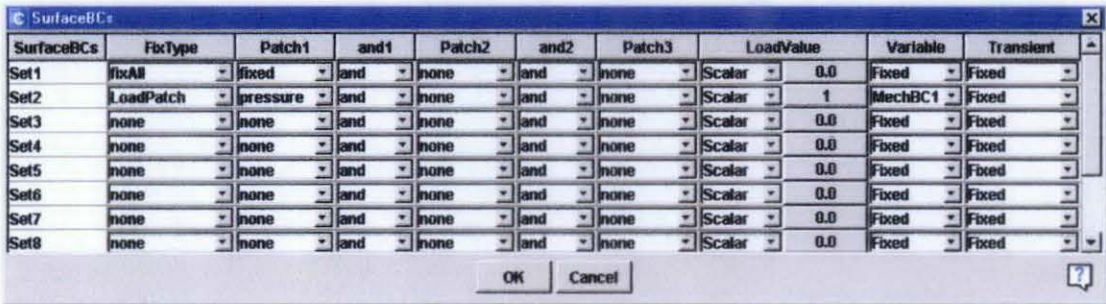 SurfaceBCs
SurfaceBCs FixType Patch1 and1 Patch2 and2 Patch3 LoadValue Variable Transient
Set1 fixAll fixed and none and none Scalar 0.0 Fixed Fixed
Set2 LoadPatch pressure and none and none Scalar 1 MechBC1 Fixed
Set3 none none and none and none Scalar 0.0 Fixed Fixed
Set4 none none and none and none Scalar 0.0 Fixed Fixed
Set5 none none and none and none Scalar 0.0 Fixed Fixed
Set6 none none and none and none Scalar 0.0 Fixed Fixed
Set7 none none and none and none Scalar 0.0 Fixed Fixed
Set8 none none and none and none Scalar 0.0 Fixed Fixed
OK Cancel